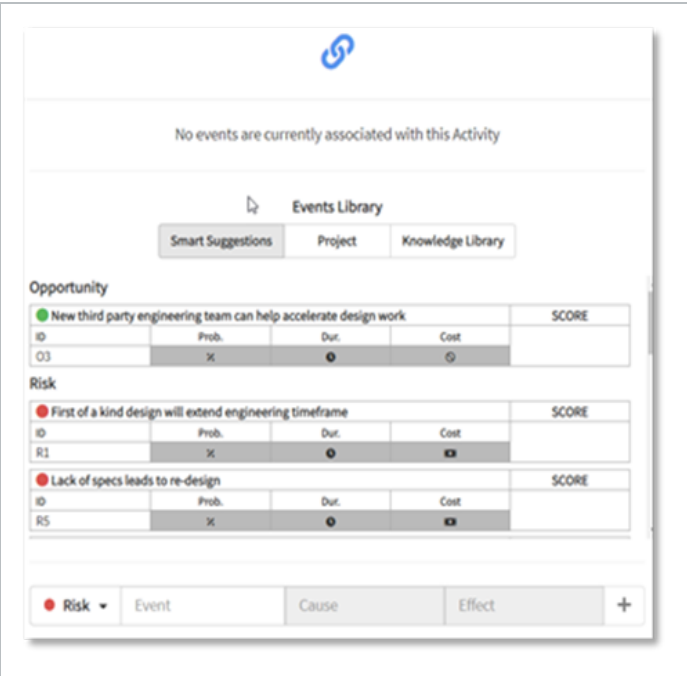 No events are currently associated with this Activity
Events Library
Smart Suggestions Project Knowledge Library
Opportunity
New third party engineering team can help accelerate design work SCORE
ID Prob. Dur. Cost
O3
Risk
First of a kind design will extend engineering timeframe SCORE
ID Prob. Dur. Cost
R1
Lack of specs leads to re-design SCORE
ID Prob. Dur. Cost
R5
Risk Event Cause Effect +